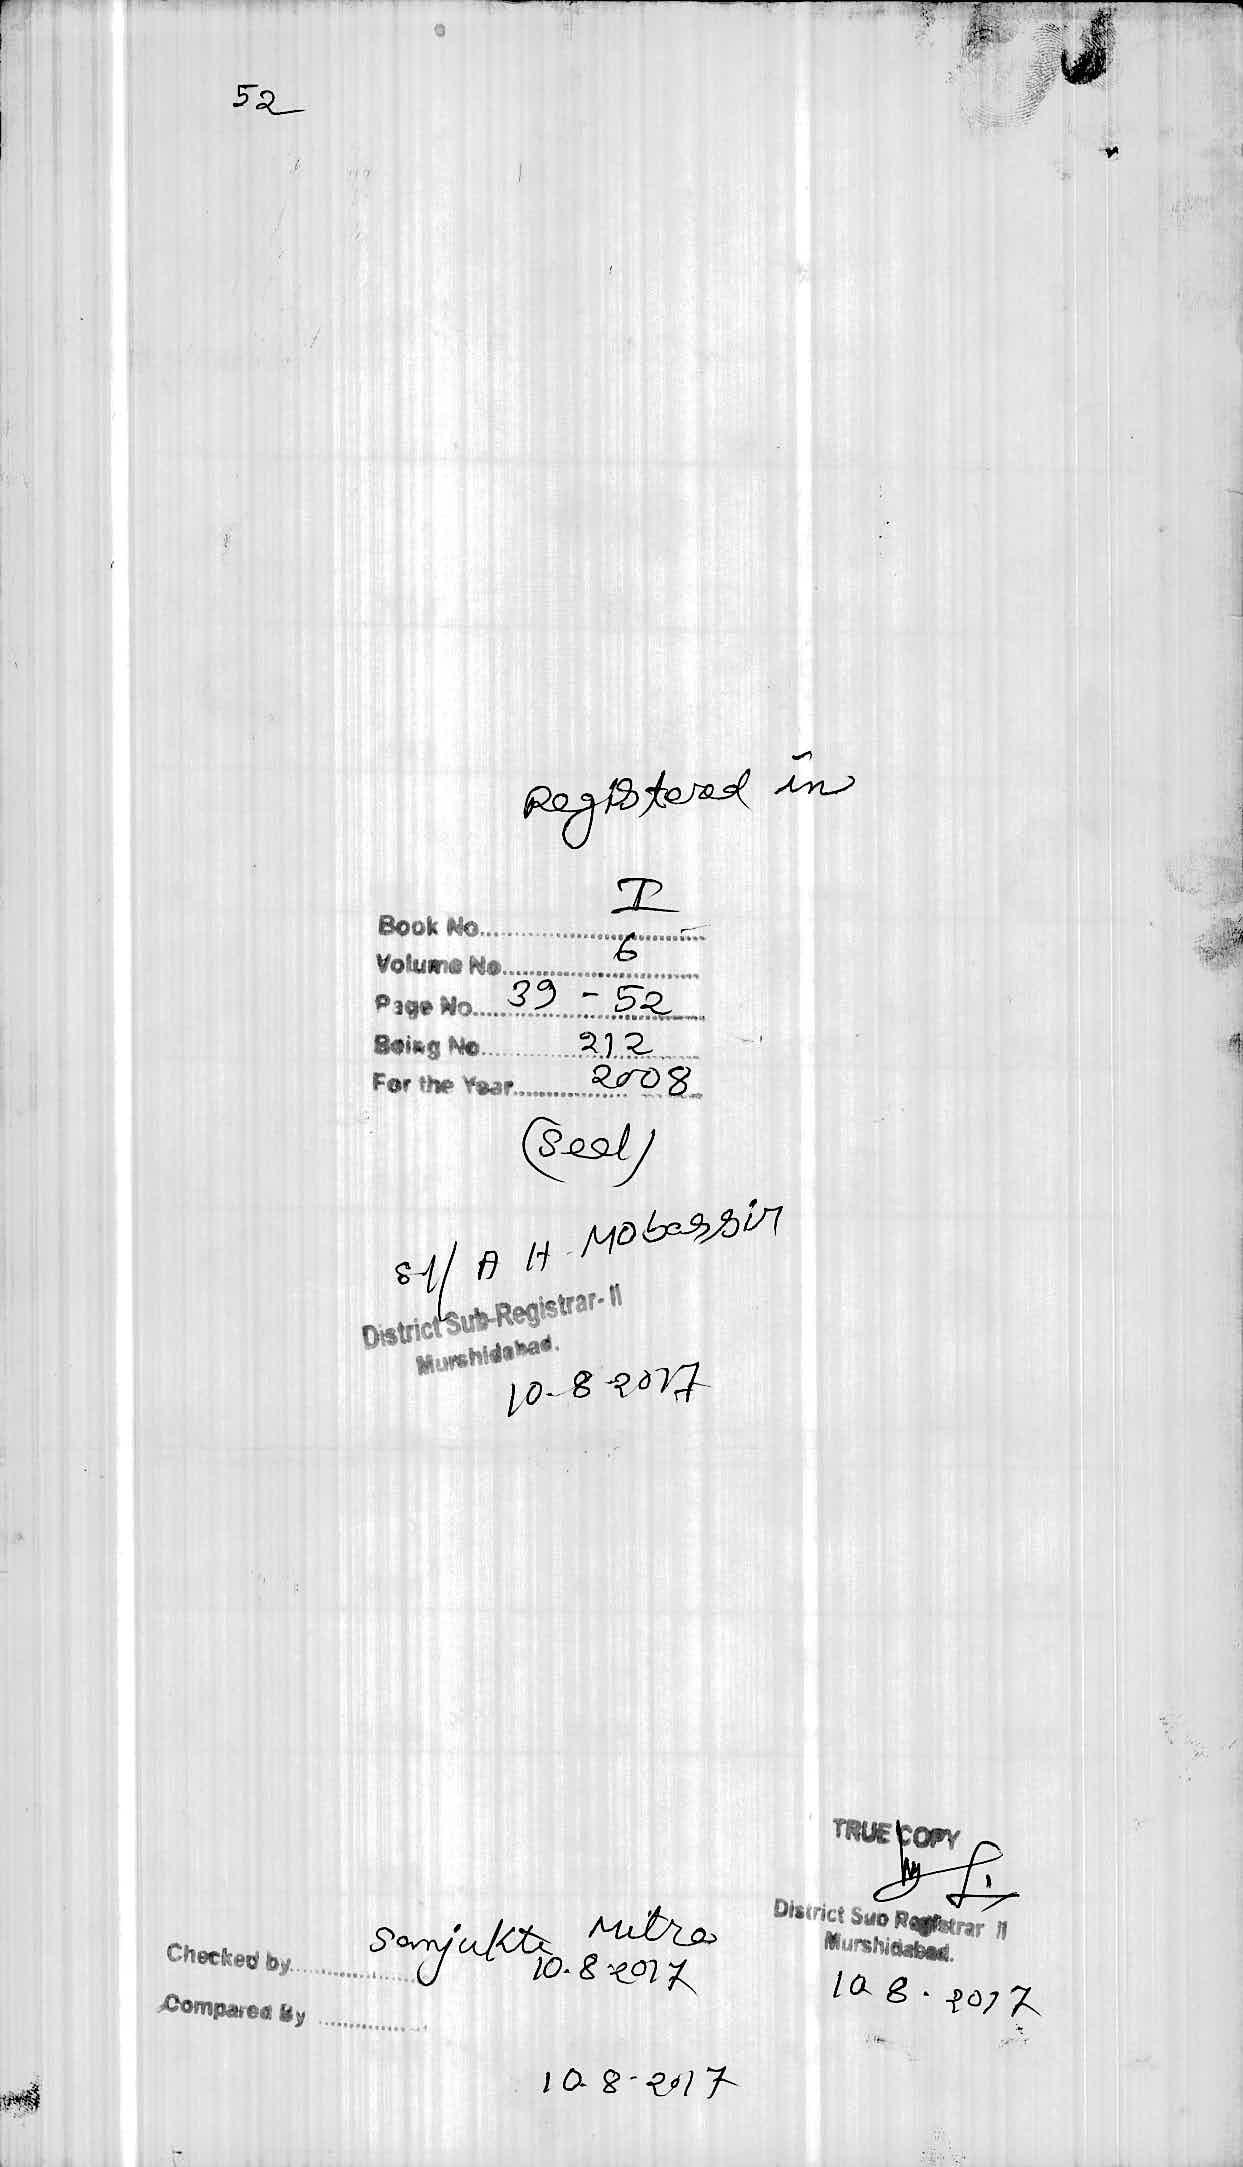 52
Registered in
Book No. I
Volume No. 6
Page No. 39 - 52
Being No. 212
For the Year 2008
(Seal)
Sd/ A H. Mobassir
District Sub-Registrar- II
Murshidabad.
10-8-2017
TRUE COPY
District Sub Registrar II
Murshidabad.
10.8.2017
Checked by Sanjukta Mitra
10.8.2017
Compared By
10-8-2017